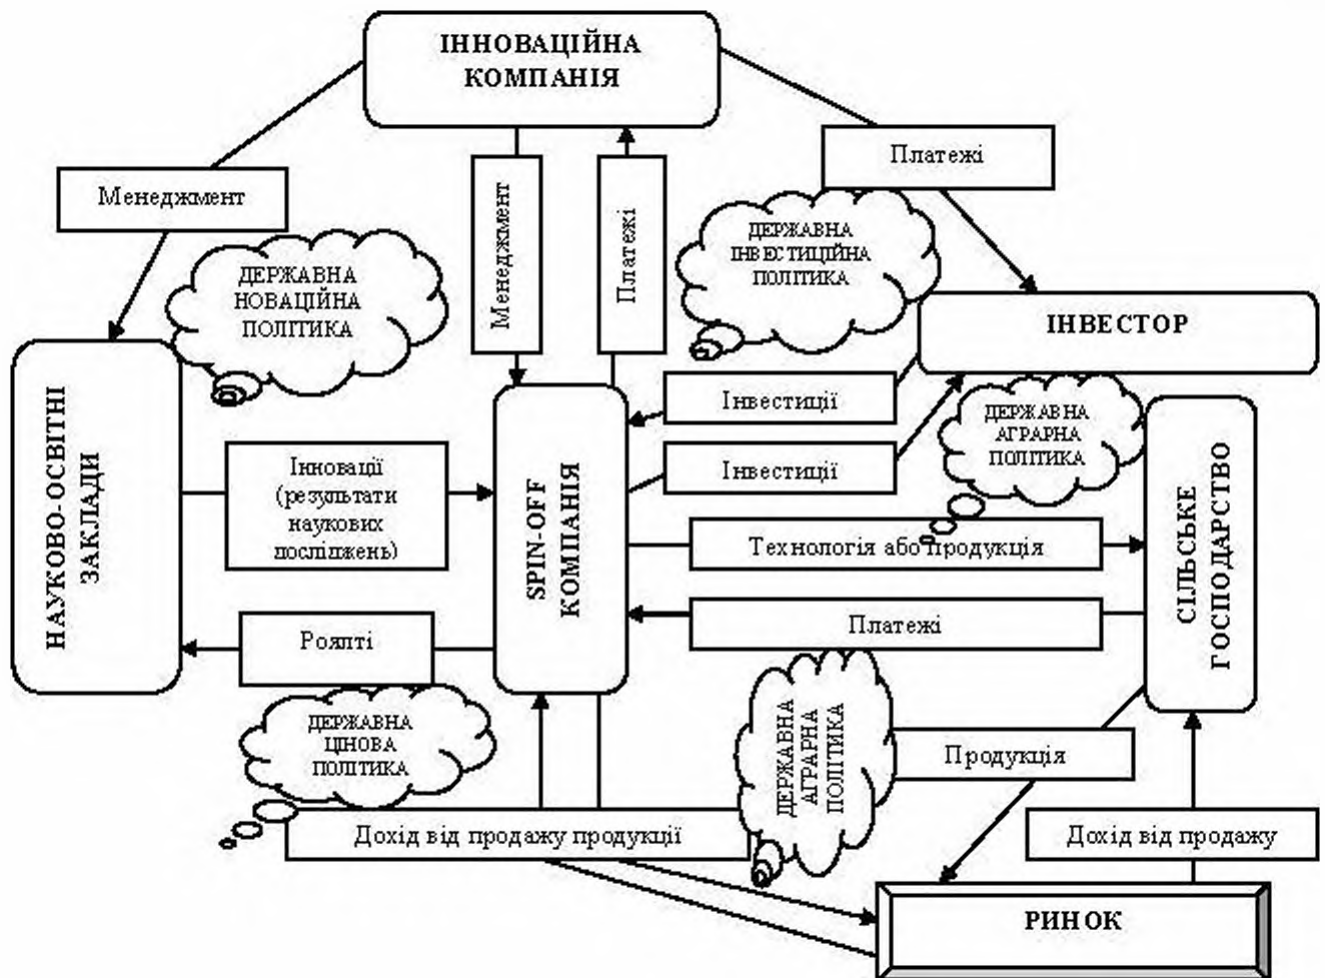 ІННОВАЦІЙНА
КОМПАНІЯ
Менеджмент
Менеджмент
Платежі
Платежі
ДЕРЖАВНА
НОВАЦІЙНА
ПОЛІТИКА
ДЕРЖАВНА
ІНВЕСТИЦІЙНА
ПОЛІТИКА
ІНВЕСТОР
НАУКОВО-ОСВІТНІ
ЗАКЛАДИ
Інновації
(результати
наукових
досліджень)
SPIN-OFF
КОМПАНІЯ
Інвестиції
Інвестиції
ДЕРЖАВНА
АГРАРНА
ПОЛІТИКА
Технологія або продукція
СІЛЬСЬКЕ
ГОСПОДАРСТВО
Роялті
Платежі
ДЕРЖАВНА
ЦІНОВА
ПОЛІТИКА
ДЕРЖАВНА
АГРАРНА
ПОЛІТИКА
Продукція
Дохід від продажу продукції
Дохід від продажу
РИНОК